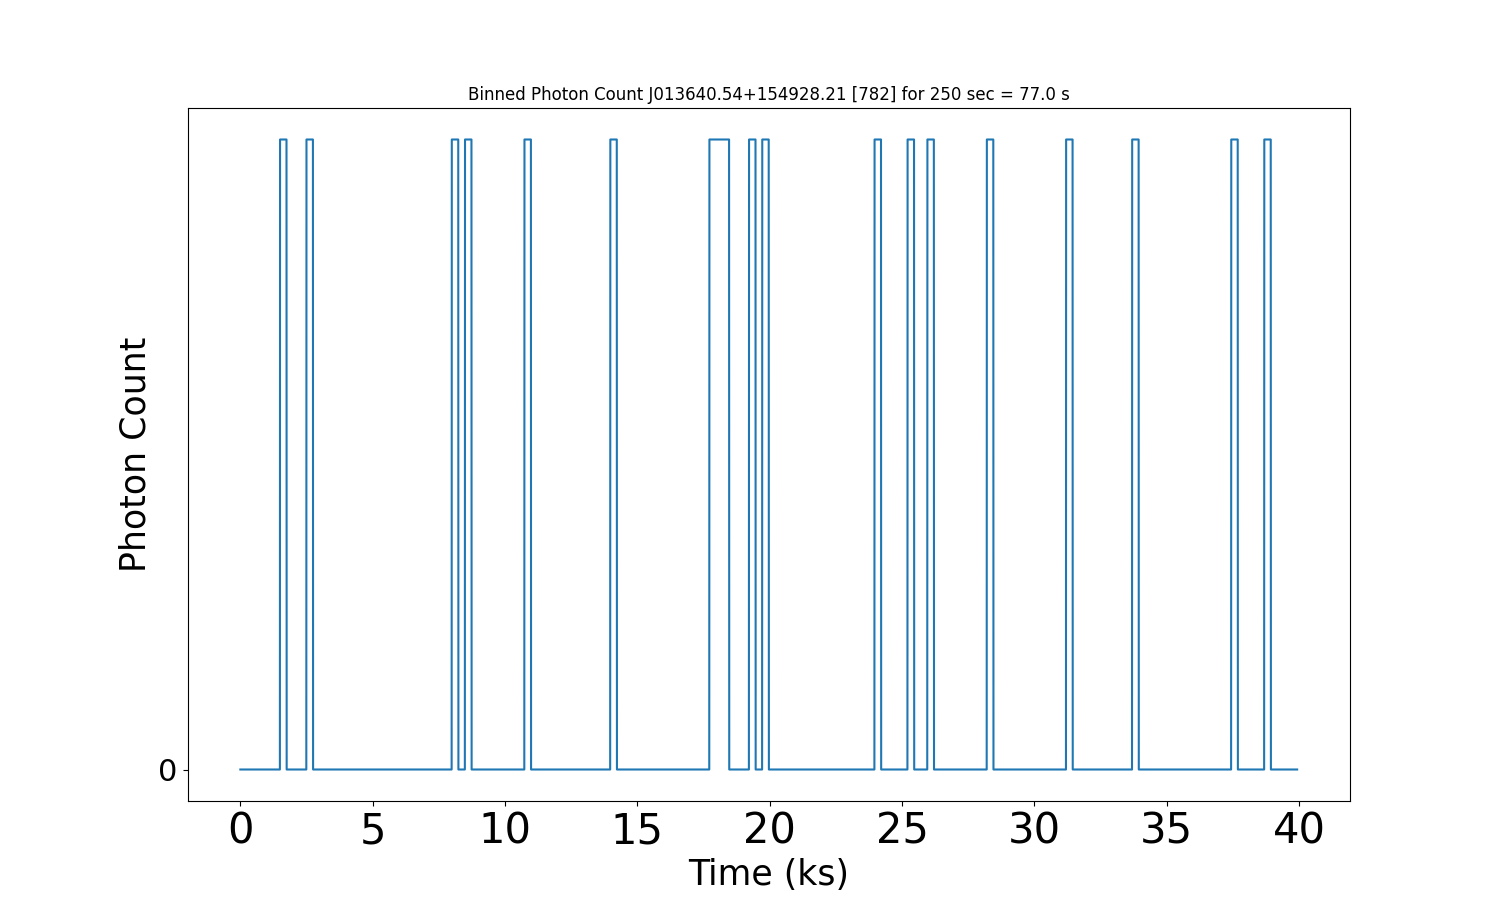 Binned Photon Count J013640.54+154928.21 [782] for 250 sec = 77.0 s
Photon Count
0
0 5 10 15 20 25 30 35 40
Time (ks)